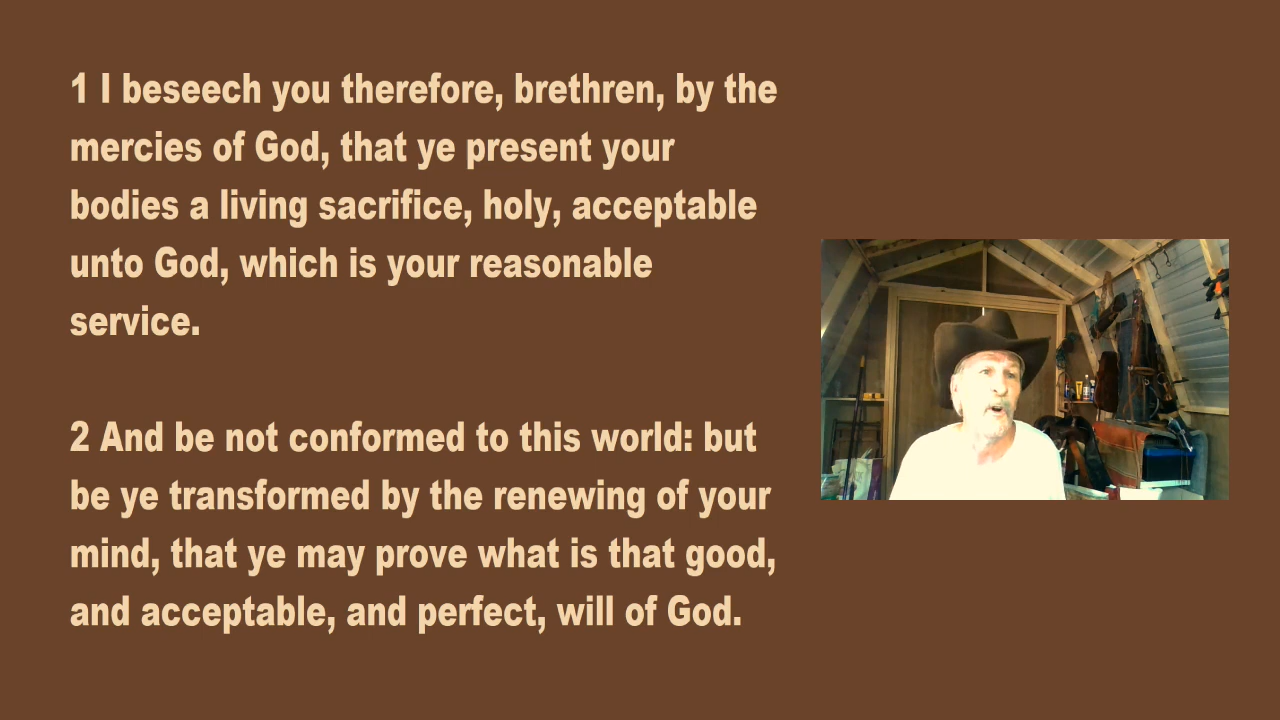 1 I beseech you therefore, brethren, by the
mercies of God, that ye present your
bodies a living sacrifice, holy, acceptable
unto God, which is your reasonable
service.
2 And be not conformed to this world: but
be ye transformed by the renewing of your
mind, that ye may prove what is that good,
and acceptable, and perfect, will of God.